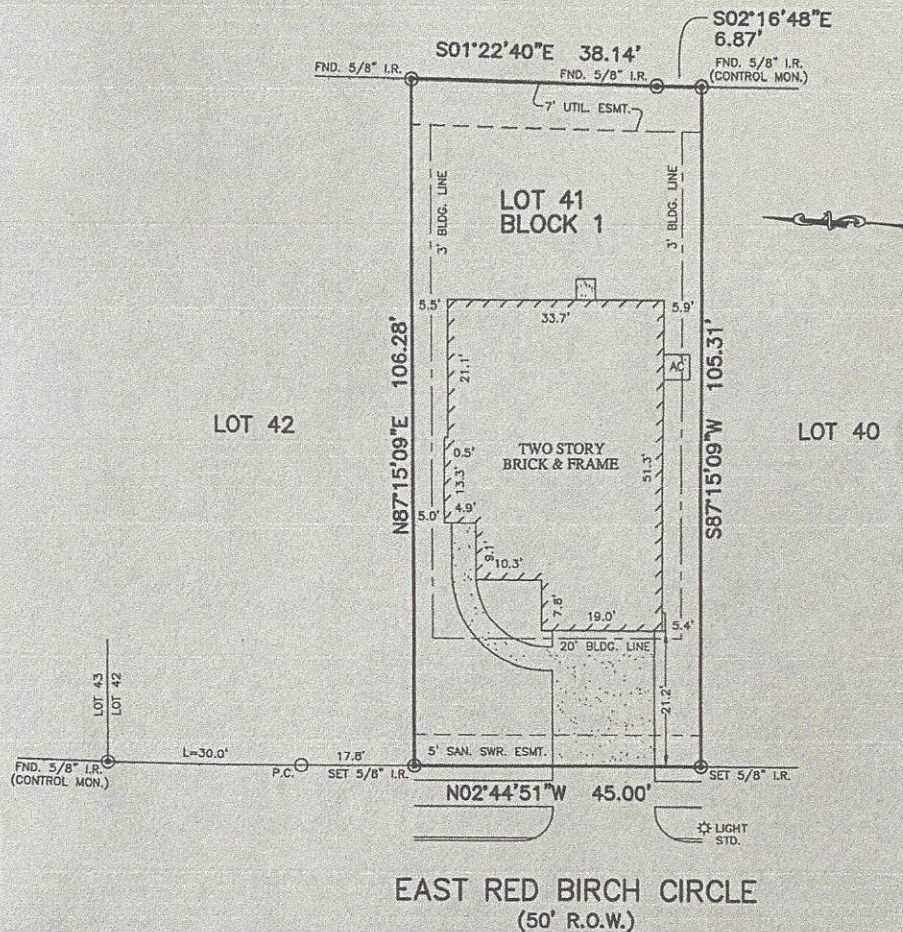 S02°16'48"E
6.87'
S01°22'40"E 38.14'
FND. 5/8" I.R.
FND. 5/8" I.R.
FND. 5/8" I.R.
(CONTROL MON.)
7' UTIL. ESMT.
3' BLDG. LINE
LOT 41
BLOCK 1
3' BLDG. LINE
5.5'
33.7'
5.9'
N87°15'09"E 106.28'
21.1'
AC
S87°15'09"W 105.31'
LOT 42
LOT 40
TWO STORY
BRICK & FRAME
51.3'
0.5'
13.3'
4.9'
5.0'
9.1'
10.3'
7.8'
19.0'
5.4'
20' BLDG. LINE
21.2'
LOT 43
LOT 42
L=30.0'
17.8'
5' SAN. SWR. ESMT.
FND. 5/8" I.R.
(CONTROL MON.)
P.C.
SET 5/8" I.R.
SET 5/8" I.R.
N02°44'51"W 45.00'
LIGHT
STD.
EAST RED BIRCH CIRCLE
(50' R.O.W.)